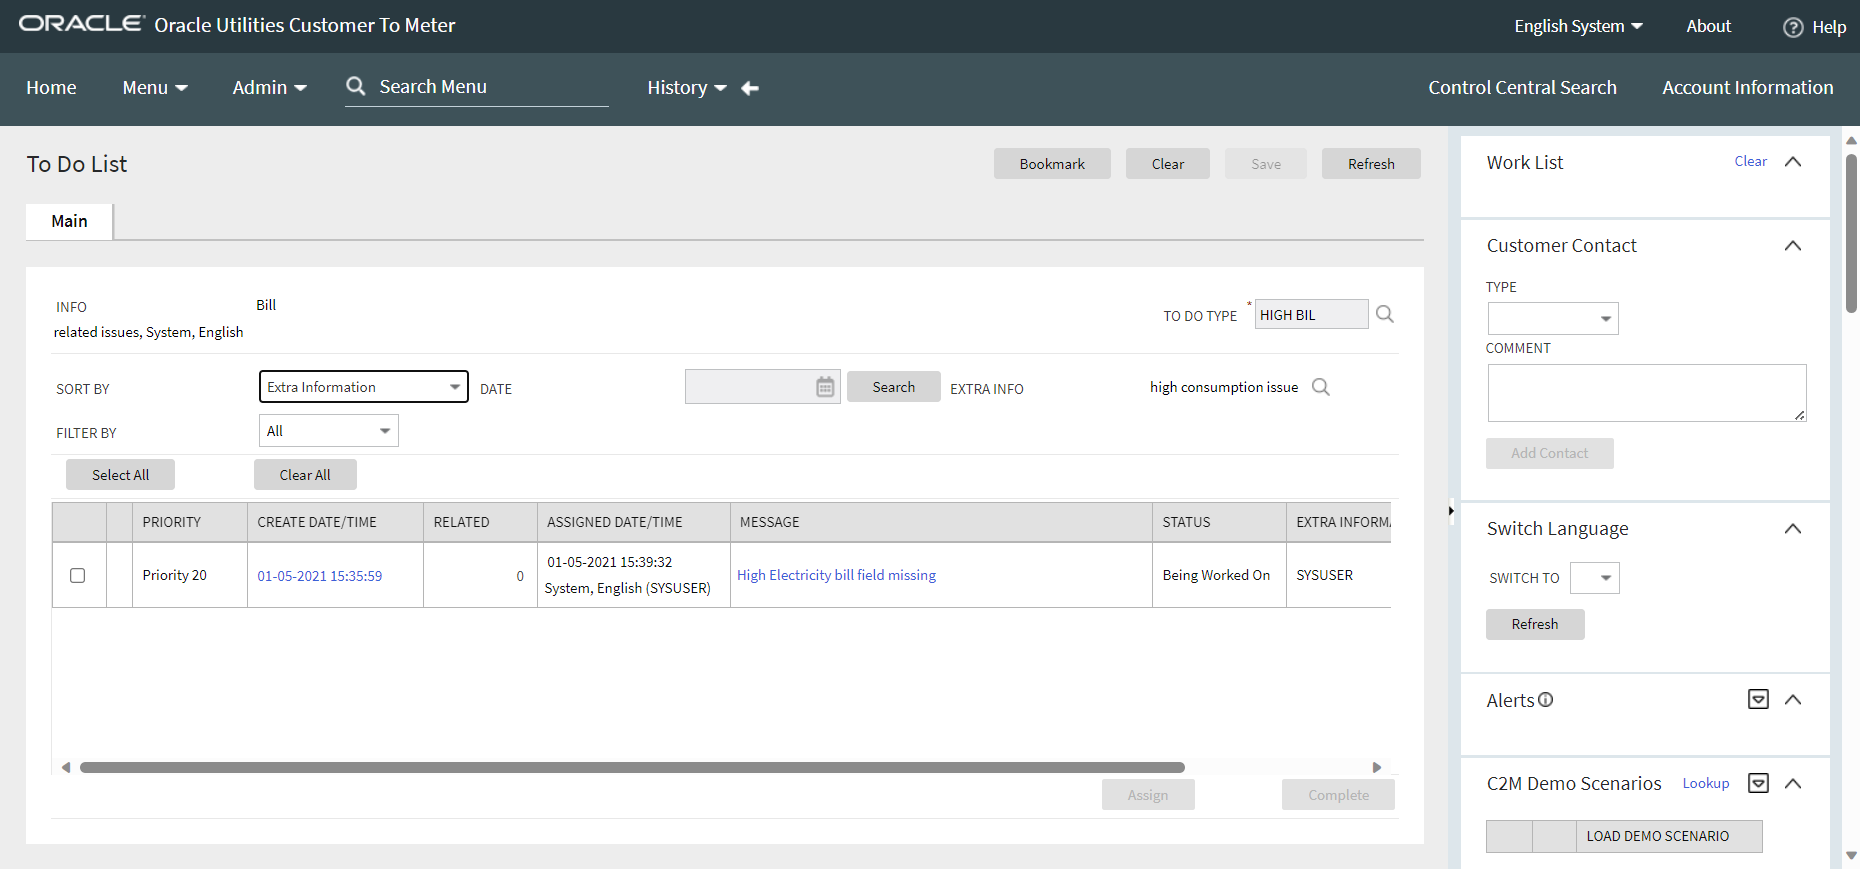 ORACLE Oracle Utilities Customer To Meter
English System About Help
Home Menu Admin Search Menu History Control Central Search Account Information
To Do List
Bookmark Clear Save Refresh
Main
INFO Bill
related issues, System, English
TO DO TYPE * HIGH BIL
SORT BY Extra Information DATE Search EXTRA INFO high consumption issue
FILTER BY All
Select All Clear All
PRIORITY CREATE DATE/TIME RELATED ASSIGNED DATE/TIME MESSAGE STATUS EXTRA INFORMA
Priority 20 01-05-2021 15:35:59 0 01-05-2021 15:39:32 High Electricity bill field missing Being Worked On SYSUSER
System, English (SYSUSER)
Assign Complete
Work List Clear
Customer Contact
TYPE
COMMENT
Add Contact
Switch Language
SWITCH TO
Refresh
Alerts
C2M Demo Scenarios Lookup
LOAD DEMO SCENARIO